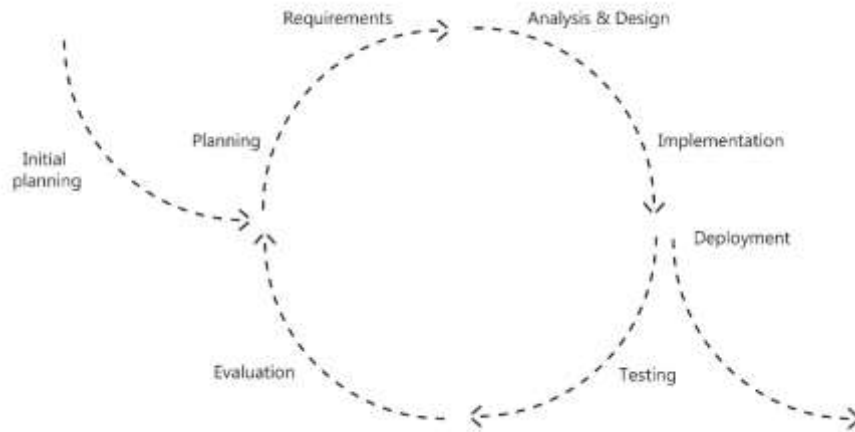 Requirements
Analysis & Design
Planning
Implementation
Initial
planning
Deployment
Evaluation
Testing